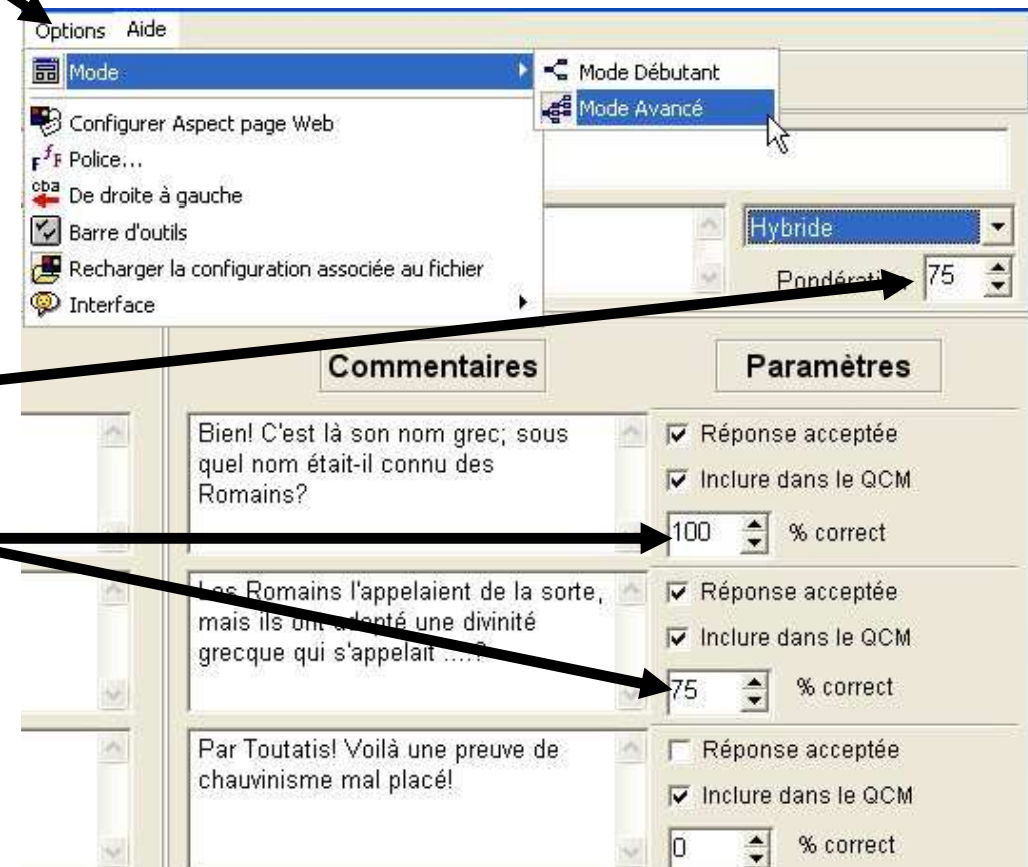 Options Aide
Mode
Mode Débutant
Mode Avancé
Configurer Aspect page Web
Police...
De droite à gauche
Barre d'outils
Recharger la configuration associée au fichier
Interface
Hybride
Pondération 75
Commentaires
Paramètres
Bien! C'est là son nom grec; sous
quel nom était-il connu des
Romains?
Réponse acceptée
Inclure dans le QCM
100 % correct
Les Romains l'appelaient de la sorte,
mais ils ont adopté une divinité
grecque qui s'appelait ....?
Réponse acceptée
Inclure dans le QCM
75 % correct
Par Toutatis! Voilà une preuve de
chauvinisme mal placé!
Réponse acceptée
Inclure dans le QCM
0 % correct